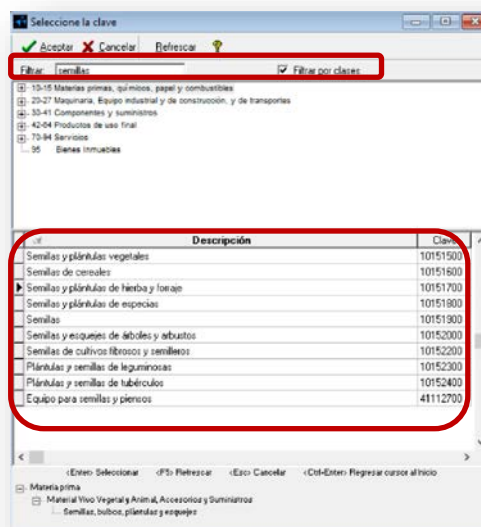 Seleccione la clave
Aceptar Cancelar Refrescar
Filtrar: semillas Filtrar por clases
10-15 Materias primas, químicos, papel y combustibles
20-27 Maquinaria, Equipo industrial y de construcción, y de transportes
30-41 Componentes y suministros
42-64 Productos de uso final
70-94 Servicios
95 Bienes Inmuebles
Descripción Clave
Semillas y plántulas vegetales 10151500
Semillas de cereales 10151600
Semillas y plántulas de hierba y forraje 10151700
Semillas y plántulas de especias 10151800
Semillas 10151900
Semillas y esquejes de árboles y arbustos 10152000
Semillas de cultivos fibrosos y semilleros 10152200
Plántulas y semillas de leguminosas 10152300
Plántulas y semillas de tubérculos 10152400
Equipo para semillas y piensos 41112700
<Enter> Seleccionar <F5> Refrescar <Esc> Cancelar <Ctrl-Enter> Regresar cursor al Inicio
Materia prima
Material Vivo Vegetal y Animal, Accesorios y Suministros
Semillas, bulbos, plántulas y esquejes